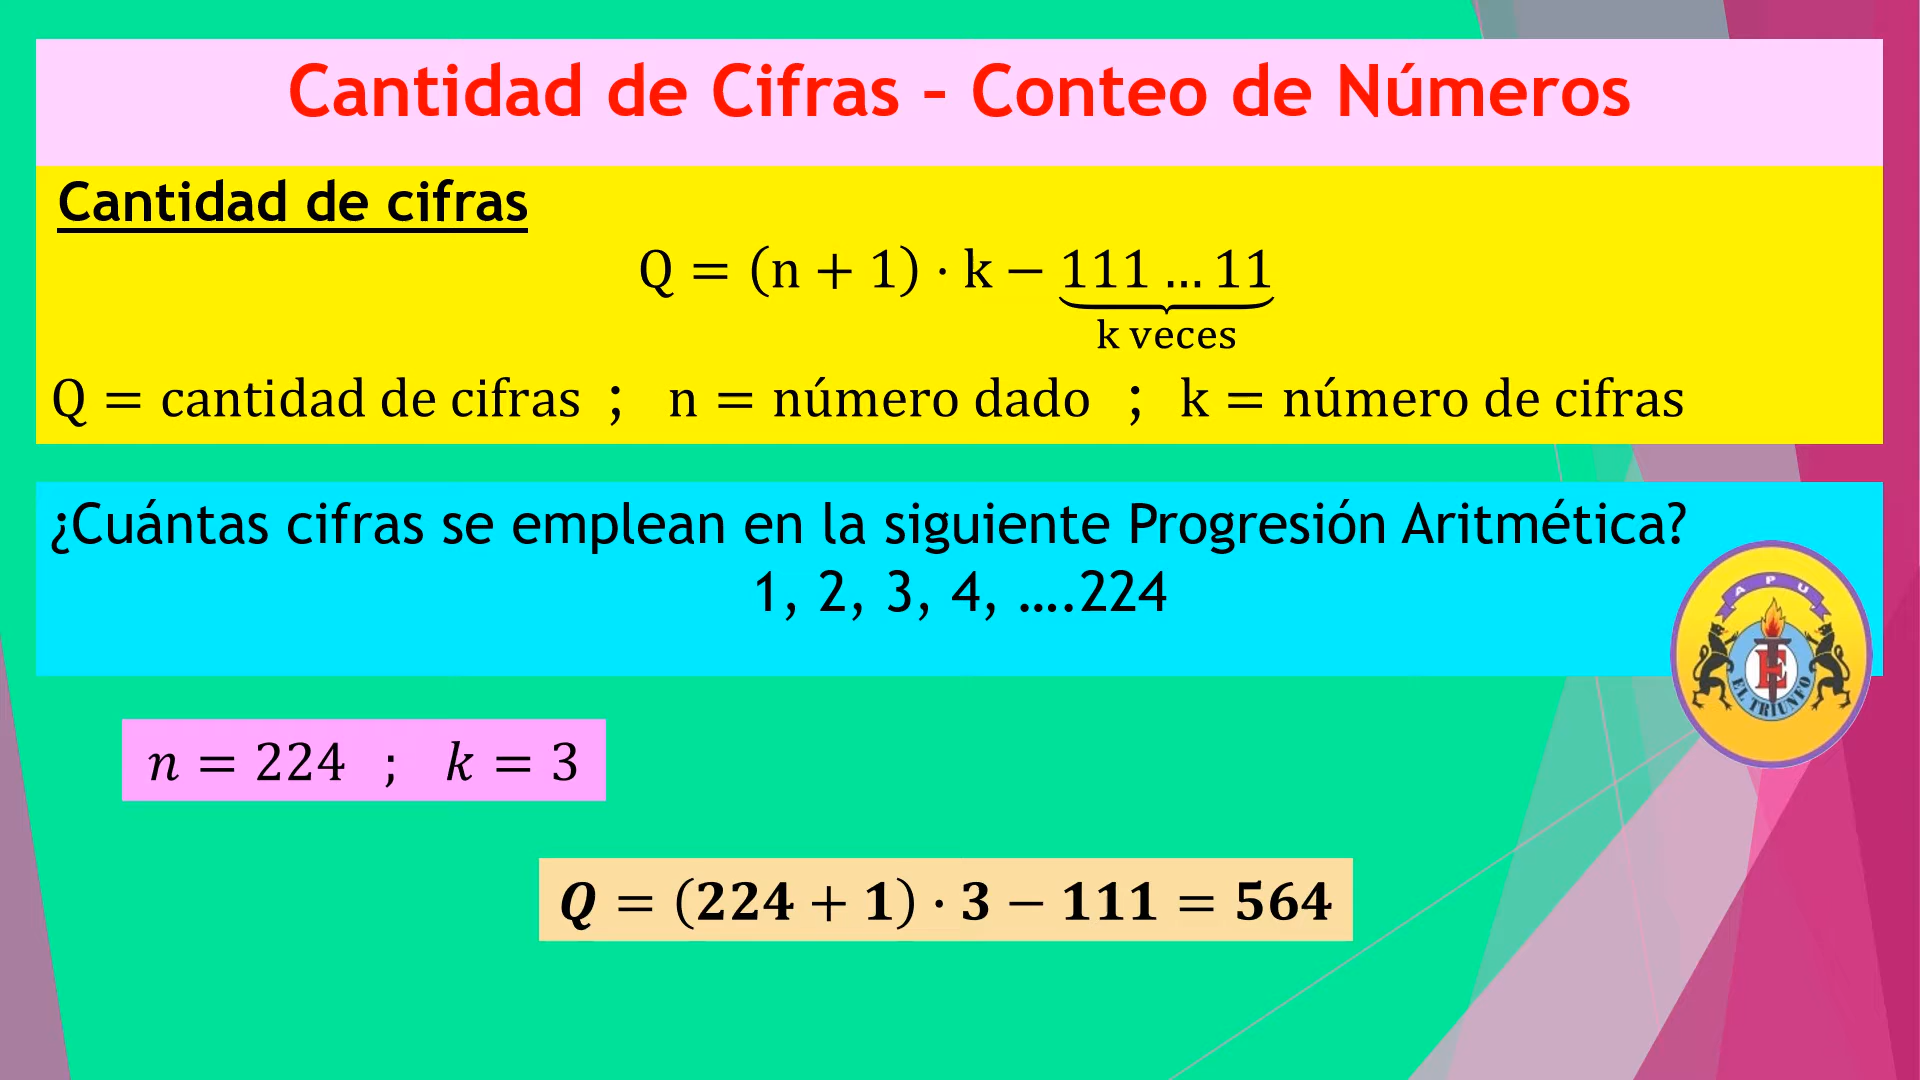 Cantidad de Cifras – Conteo de Números
Cantidad de cifras
Q = (n + 1) · k − 111 … 11
k veces
Q = cantidad de cifras ; n = número dado ; k = número de cifras
¿Cuántas cifras se emplean en la siguiente Progresión Aritmética?
1, 2, 3, 4, ….224
A P U
E
EL TRIUNFO
n = 224 ; k = 3
Q = (224 + 1) · 3 − 111 = 564